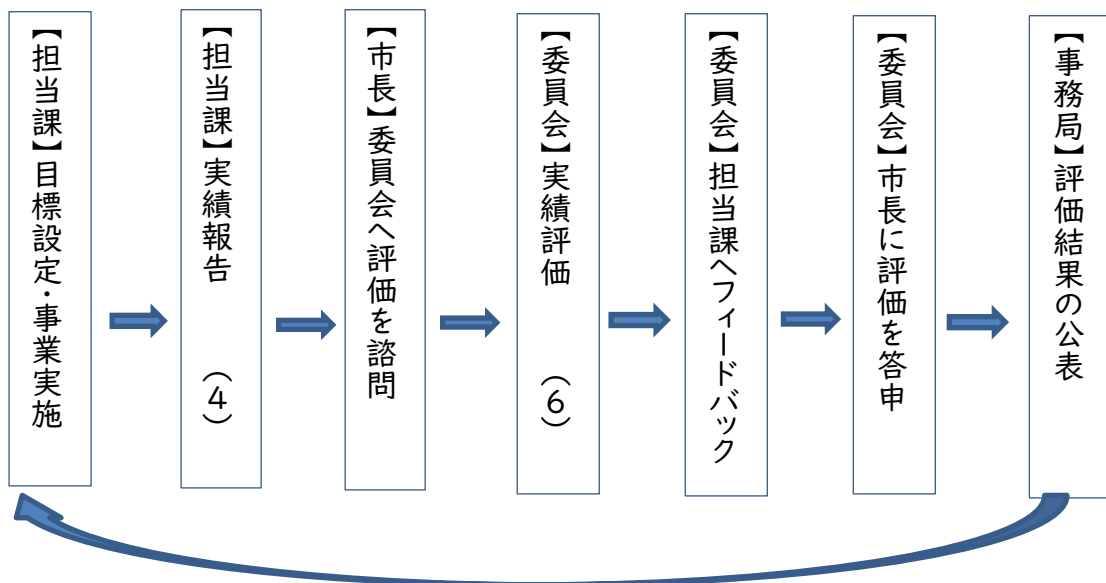 【担当課】目標設定・事業実施
【担当課】実績報告 （4）
【市長】委員会へ評価を諮問
【委員会】実績評価 （6）
【委員会】担当課へフィードバック
【委員会】市長に評価を答申
【事務局】評価結果の公表